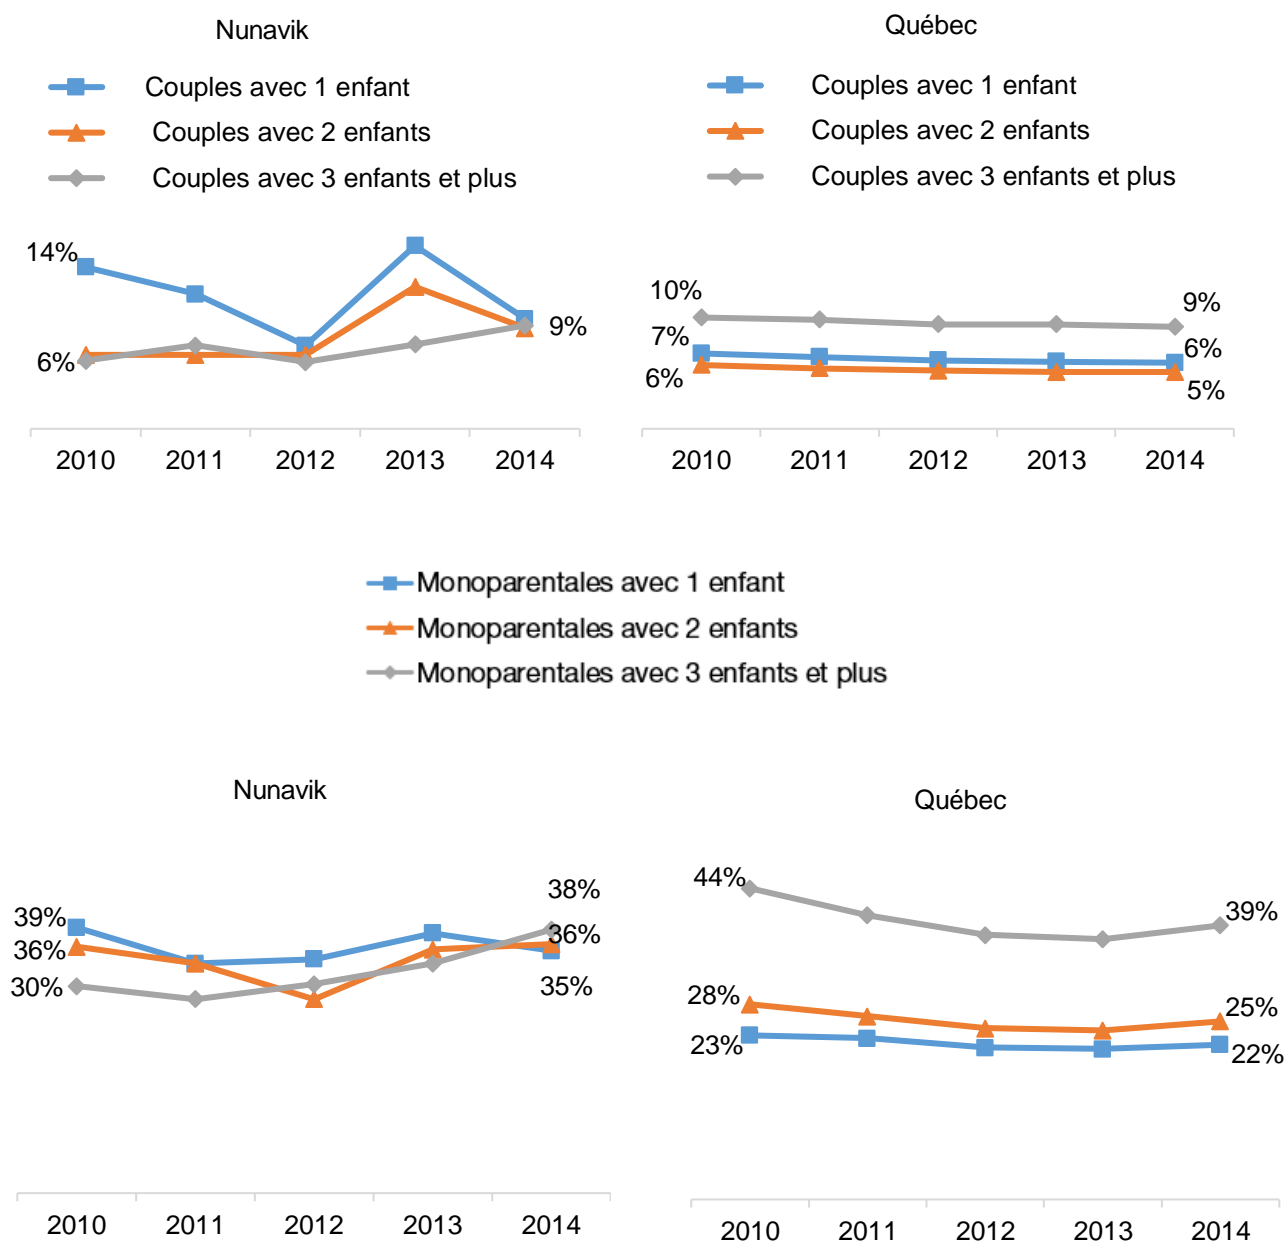 Nunavik
Couples avec 1 enfant
Couples avec 2 enfants
Couples avec 3 enfants et plus
14%
6%
9%
2010 2011 2012 2013 2014
Québec
Couples avec 1 enfant
Couples avec 2 enfants
Couples avec 3 enfants et plus
10%
7%
6%
9%
6%
5%
2010 2011 2012 2013 2014
Monoparentales avec 1 enfant
Monoparentales avec 2 enfants
Monoparentales avec 3 enfants et plus
Nunavik
39%
36%
30%
38%
36%
35%
2010 2011 2012 2013 2014
Québec
44%
28%
23%
39%
25%
22%
2010 2011 2012 2013 2014